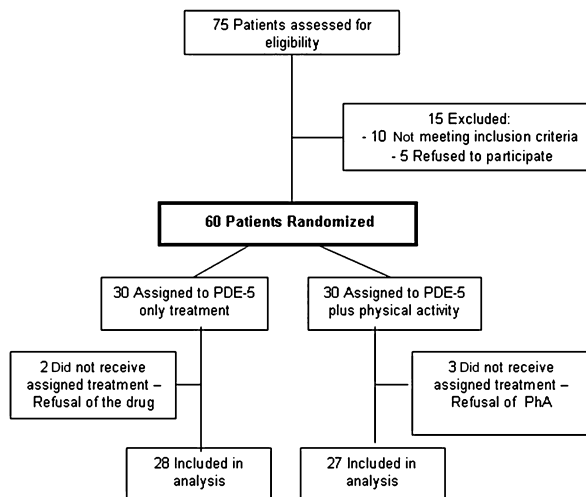 75 Patients assessed for
eligibility
15 Excluded:
- 10 Not meeting inclusion criteria
- 5 Refused to participate
60 Patients Randomized
30 Assigned to PDE-5
only treatment
30 Assigned to PDE-5
plus physical activity
2 Did not receive
assigned treatment –
Refusal of the drug
3 Did not receive
assigned treatment –
Refusal of PhA
28 Included in
analysis
27 Included in
analysis